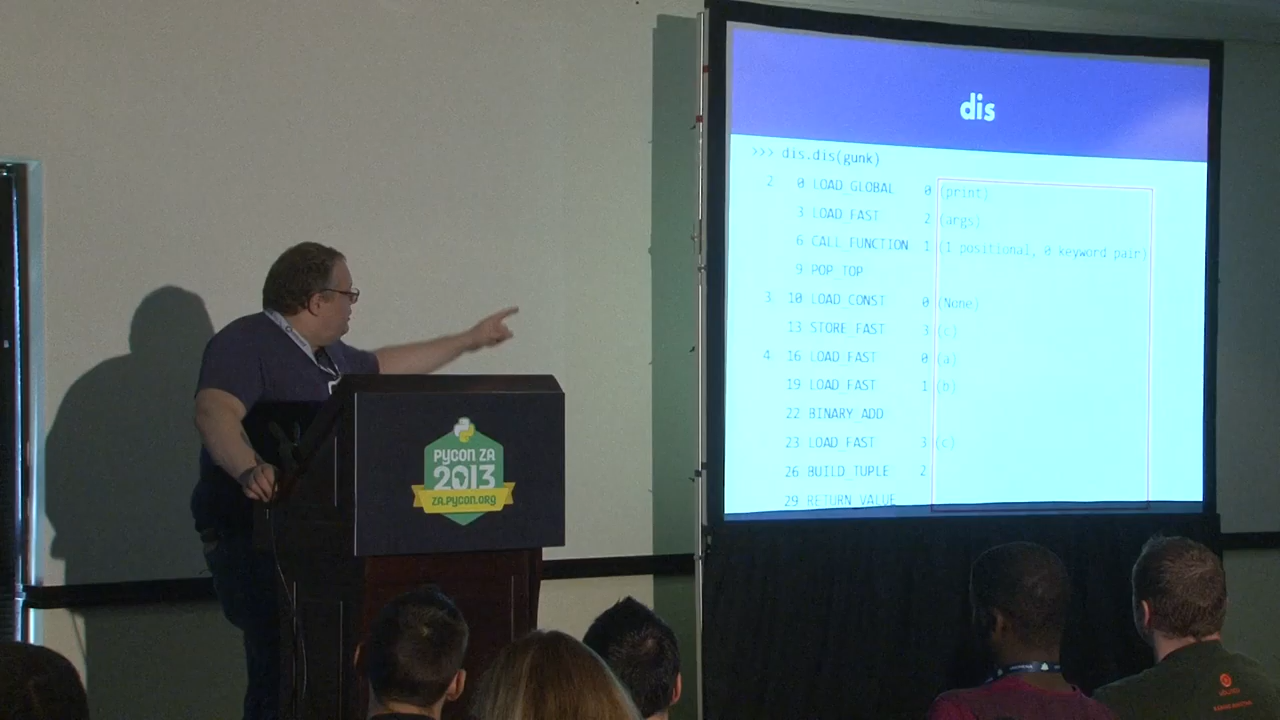 dis
>>> dis.dis(gunk)
2 0 LOAD_GLOBAL 0 (print)
3 LOAD_FAST 2 (args)
6 CALL_FUNCTION 1 (1 positional, 0 keyword pair)
9 POP_TOP
3 10 LOAD_CONST 0 (None)
13 STORE_FAST 3 (c)
4 16 LOAD_FAST 0 (a)
19 LOAD_FAST 1 (b)
22 BINARY_ADD
23 LOAD_FAST 3 (c)
26 BUILD_TUPLE 2
29 RETURN_VALUE
PYCON ZA
2013
ZA.PYCON.ORG